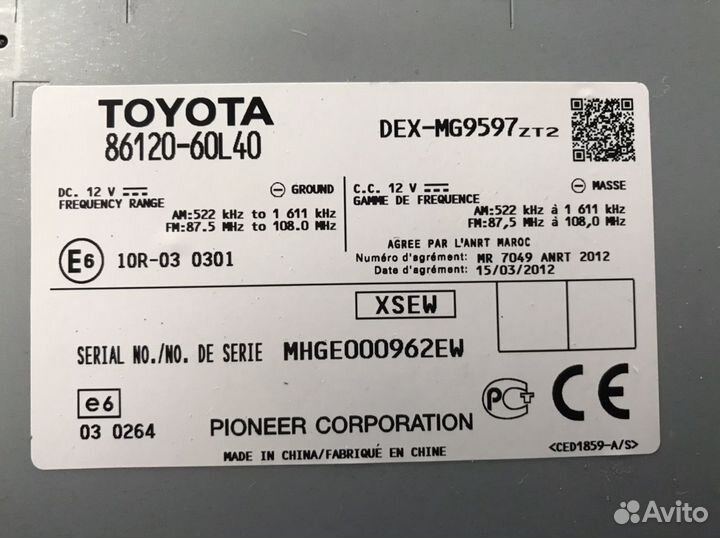 TOYOTA
86120-60L40
DEX-MG9597ZT2
DC. 12 V
GROUND
FREQUENCY RANGE
AM:522 kHz to 1 611 kHz
FM:87.5 MHz to 108.0 MHz
C.C. 12 V
MASSE
GAMME DE FREQUENCE
AM:522 kHz à 1 611 kHz
FM:87,5 MHz à 108,0 MHz
E6 10R-03 0301
AGREE PAR L'ANRT MAROC
Numéro d'agrément: MR 7049 ANRT 2012
Date d'agrément: 15/03/2012
XSEW
SERIAL NO./NO. DE SERIE MHGE000962EW
e6
03 0264
PIONEER CORPORATION
MADE IN CHINA/FABRIQUÉ EN CHINE
PCT
CE
<CED1859-A/S>
Avito